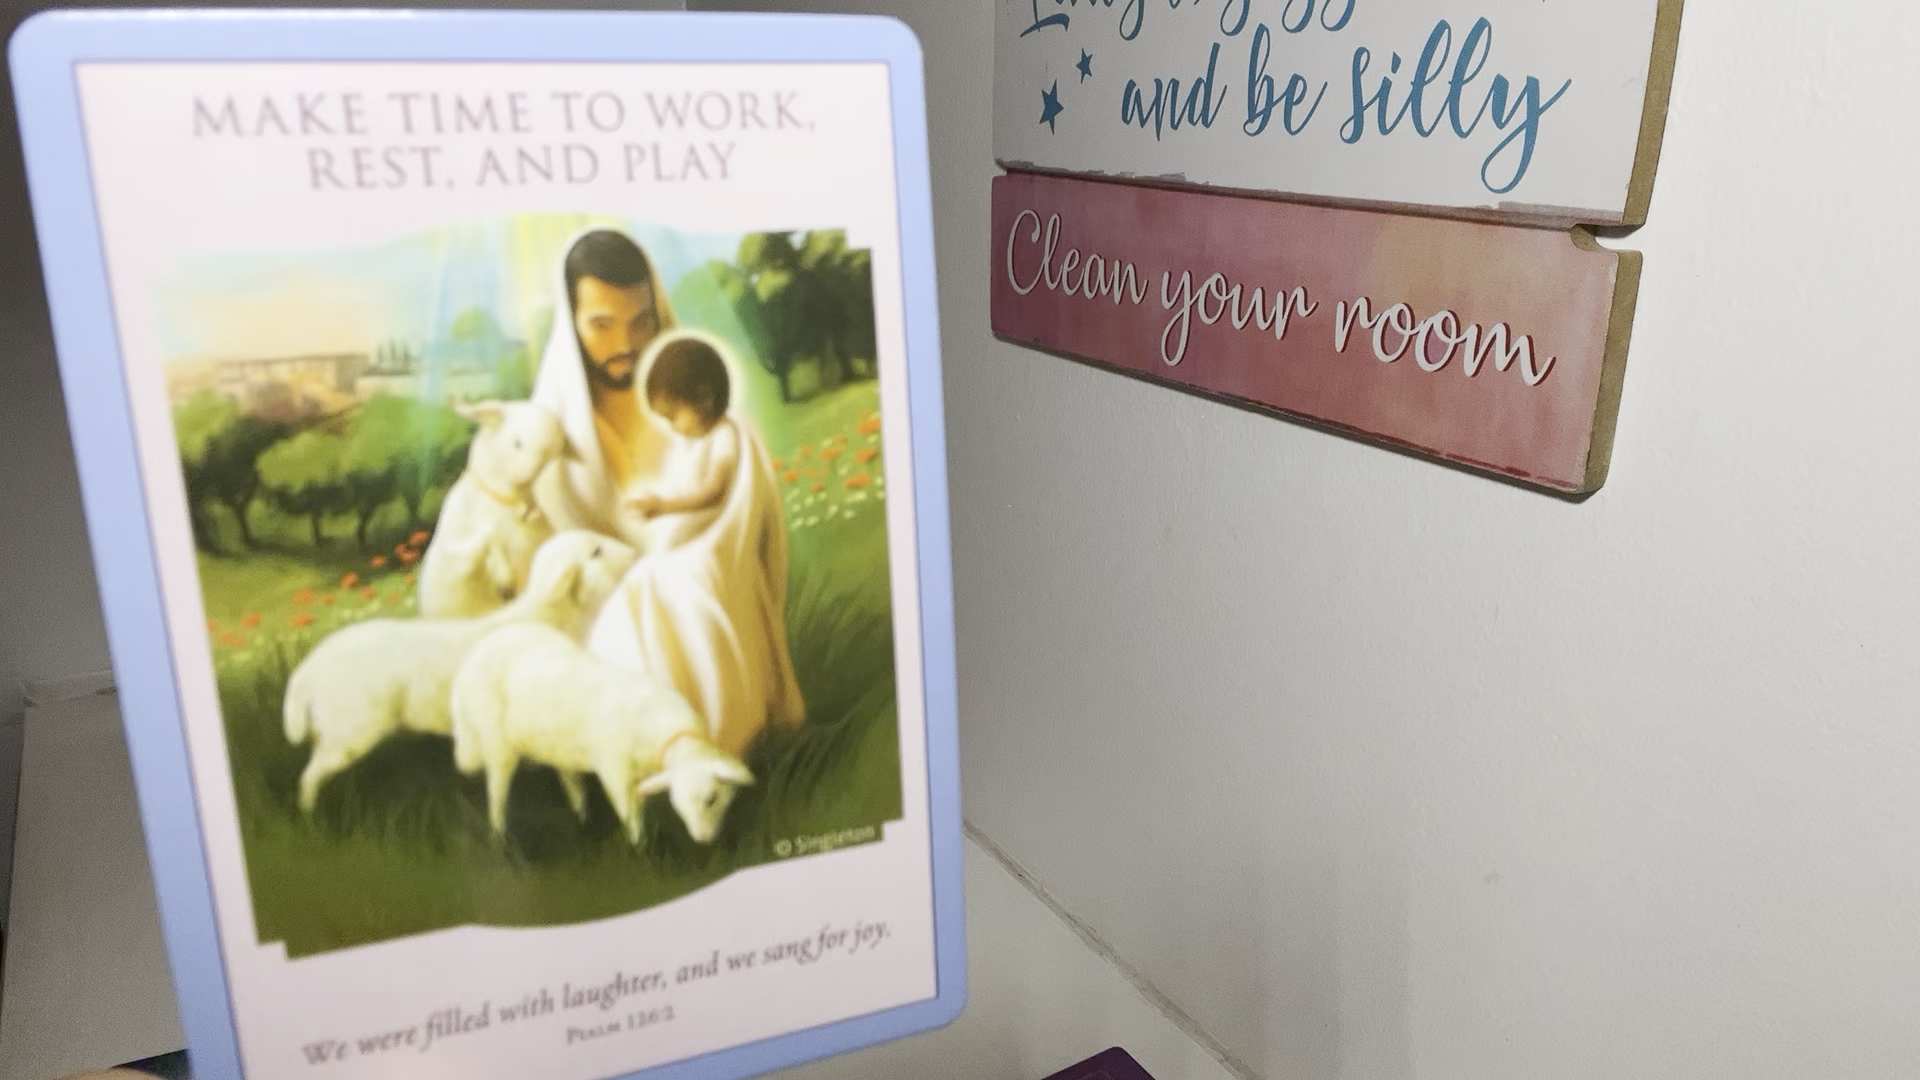 MAKE TIME TO WORK,
REST, AND PLAY
© Singleton
We were filled with laughter, and we sang for joy.
PSALM 126:2
and be silly
Clean your room